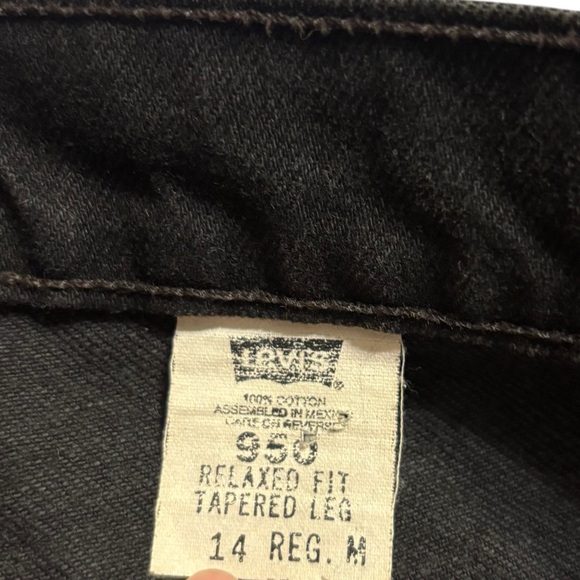 LEVI'S
®
100% COTTON
ASSEMBLED IN MEXICO
CARE ON REVERSE
950
RELAXED FIT
TAPERED LEG
14 REG. M